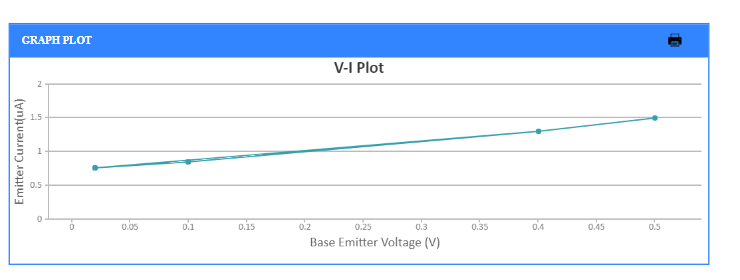 GRAPH PLOT
V-I Plot
Emitter Current(uA)
2
1.5
1
0.5
0
0 0.05 0.1 0.15 0.2 0.25 0.3 0.35 0.4 0.45 0.5
Base Emitter Voltage (V)